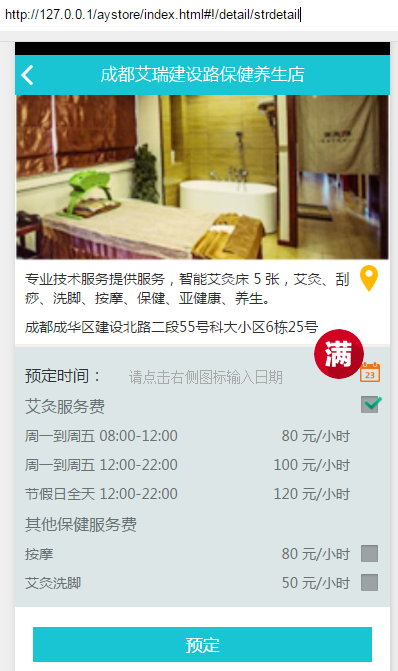 http://127.0.0.1/aystore/index.html#!/detail/strdetail
成都艾瑞建设路保健养生店
专业技术服务提供服务，智能艾灸床 5 张，艾灸、刮
痧、洗脚、按摩、保健、亚健康、养生。
成都成华区建设北路二段55号科大小区6栋25号
满
预定时间： 请点击右侧图标输入日期 23
艾灸服务费
周一到周五 08:00-12:00 80 元/小时
周一到周五 12:00-22:00 100 元/小时
节假日全天 12:00-22:00 120 元/小时
其他保健服务费
按摩 80 元/小时
艾灸洗脚 50 元/小时
预定